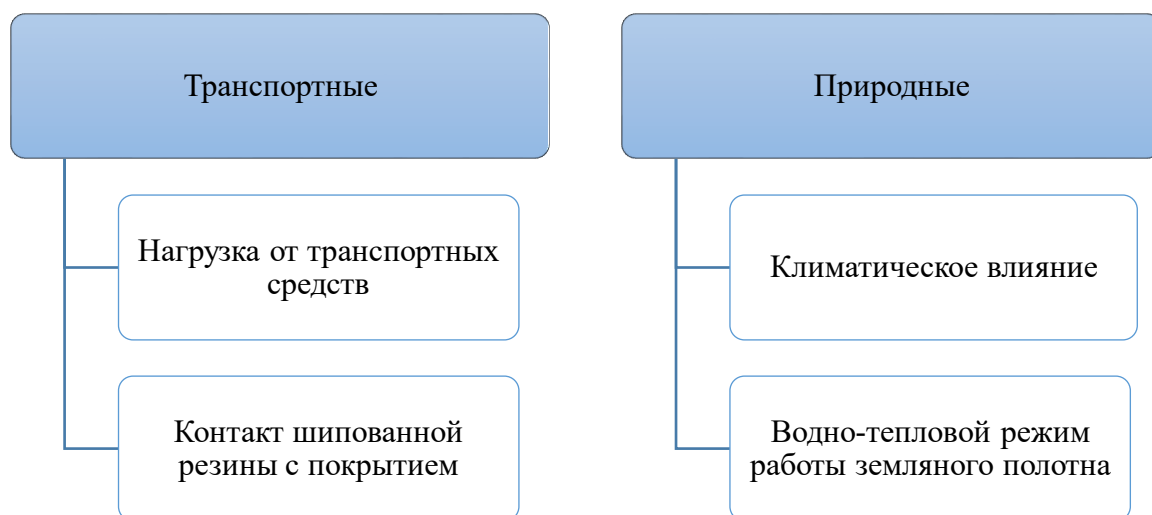 Транспортные
Нагрузка от транспортных
средств
Контакт шипованной
резины с покрытием
Природные
Климатическое влияние
Водно-тепловой режим
работы земляного полотна